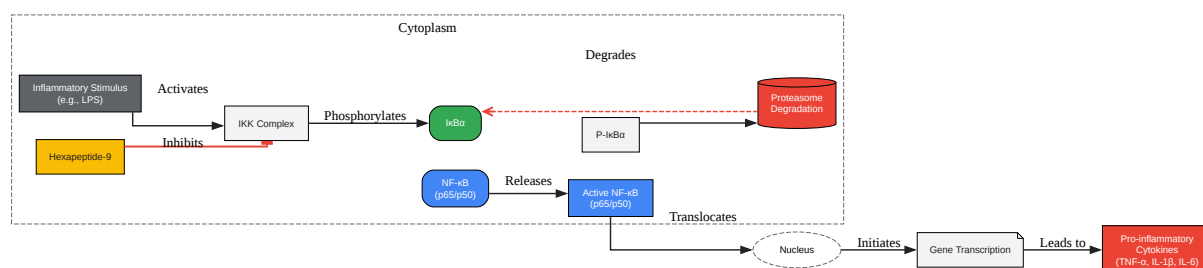 Cytoplasm
Degrades
Inflammatory Stimulus
(e.g., LPS)
Activates
IKK Complex
Phosphorylates
IκBα
Proteasome
Degradation
P-IκBα
Hexapeptide-9
Inhibits
NF-κB
(p65/p50)
Releases
Active NF-κB
(p65/p50)
Translocates
Nucleus
Initiates
Gene Transcription
Leads to
Pro-inflammatory
Cytokines
(TNF-α, IL-1β, IL-6)